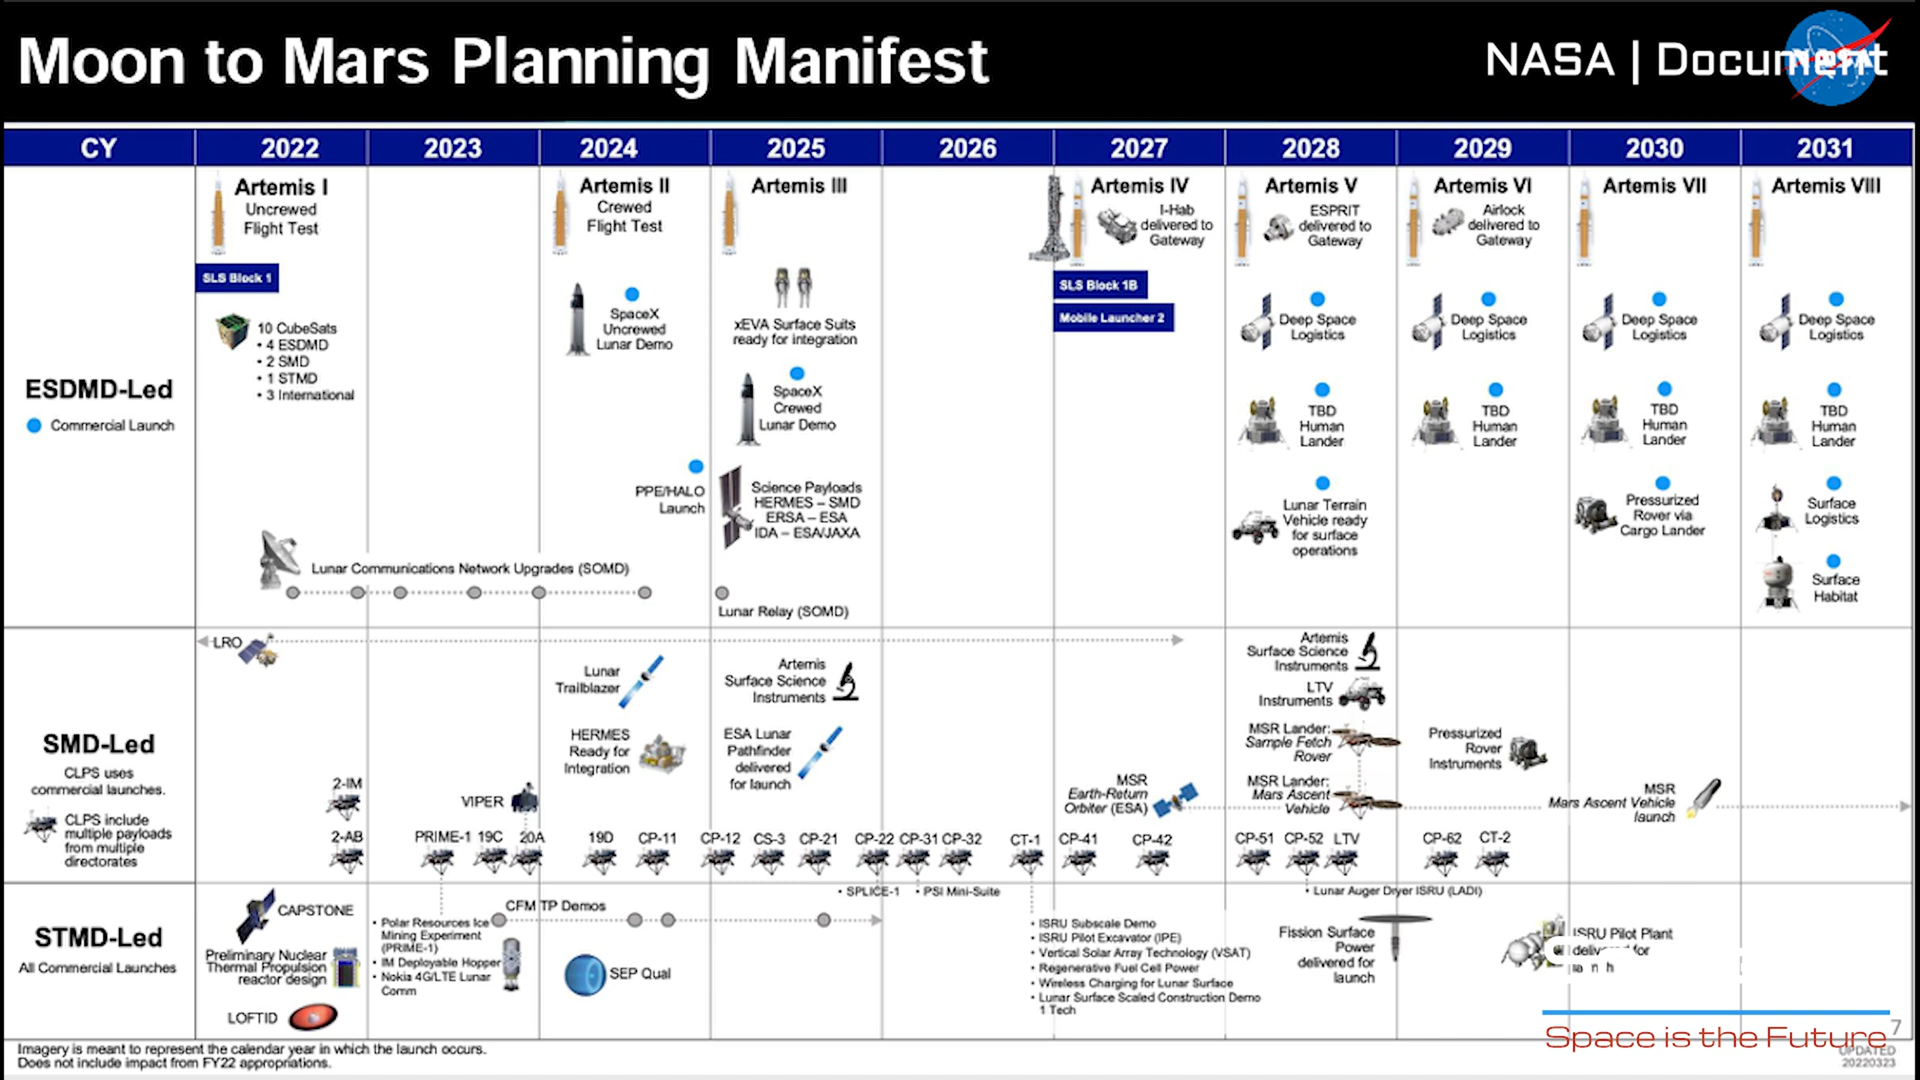 Moon to Mars Planning Manifest
NASA | Document
CY
2022
2023
2024
2025
2026
2027
2028
2029
2030
2031
ESDMD-Led
Commercial Launch
Artemis I
Uncrewed
Flight Test
SLS Block 1
10 CubeSats
• 4 ESDMD
• 2 SMD
• 1 STMD
• 3 International
Artemis II
Crewed
Flight Test
SpaceX
Uncrewed
Lunar Demo
PPE/HALO
Launch
Lunar Communications Network Upgrades (SOMD)
Artemis III
xEVA Surface Suits
ready for integration
SpaceX
Crewed
Lunar Demo
Science Payloads
HERMES – SMD
ERSA – ESA
IDA – ESA/JAXA
Lunar Relay (SOMD)
Artemis IV
I-Hab
delivered to
Gateway
SLS Block 1B
Mobile Launcher 2
Artemis V
ESPRIT
delivered to
Gateway
Deep Space
Logistics
TBD
Human
Lander
Lunar Terrain
Vehicle ready
for surface
operations
Artemis VI
Airlock
delivered to
Gateway
Deep Space
Logistics
TBD
Human
Lander
Artemis VII
Deep Space
Logistics
TBD
Human
Lander
Pressurized
Rover via
Cargo Lander
Artemis VIII
Deep Space
Logistics
TBD
Human
Lander
Surface
Logistics
Surface
Habitat
SMD-Led
CLPS uses
commercial launches.
CLPS include
multiple payloads
from multiple
directorates
LRO
2-IM
2-AB
VIPER
PRIME-1 19C 20A
Lunar
Trailblazer
HERMES
Ready for
Integration
19D CP-11
Artemis
Surface Science
Instruments
ESA Lunar
Pathfinder
delivered
for launch
CP-12 CS-3 CP-21 CP-22 CP-31 CP-32 CT-1
MSR
Earth-Return
Orbiter (ESA)
CP-41 CP-42
Artemis
Surface Science
Instruments
LTV
Instruments
MSR Lander:
Sample Fetch
Rover
MSR Lander:
Mars Ascent
Vehicle
CP-51 CP-52 LTV
Pressurized
Rover
Instruments
CP-62 CT-2
MSR
Mars Ascent Vehicle
launch
STMD-Led
All Commercial Launches
CAPSTONE
Preliminary Nuclear
Thermal Propulsion
reactor design
LOFTID
• Polar Resources Ice
Mining Experiment
(PRIME-1)
• IM Deployable Hopper
• Nokia 4G/LTE Lunar
Comm
CFM TP Demos
SEP Qual
• SPLICE-1
• PSI Mini-Suite
• ISRU Subscale Demo
• ISRU Pilot Excavator (IPE)
• Vertical Solar Array Technology (VSAT)
• Regenerative Fuel Cell Power
• Wireless Charging for Lunar Surface
• Lunar Surface Scaled Construction Demo
1 Tech
• Lunar Auger Dryer ISRU (LADI)
Fission Surface
Power
delivered for
launch
ISRU Pilot Plant
7
Space is the Future
UPDATED
20220323
Imagery is meant to represent the calendar year in which the launch occurs.
Does not include impact from FY22 appropriations.